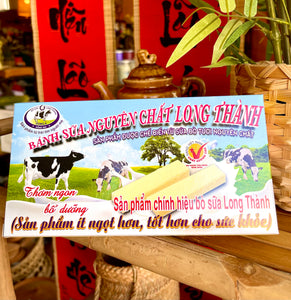 BÁNH SỮA NGUYÊN CHẤT LONG THÀNH
SẢN PHẨM ĐƯỢC CHẾ BIẾN TỪ SỮA BÒ TƯƠI NGUYÊN CHẤT
Thơm ngon
bổ dưỡng
Sản phẩm chính hiệu bò sữa Long Thành
(Sản phẩm ít ngọt hơn, tốt hơn cho sức khỏe)